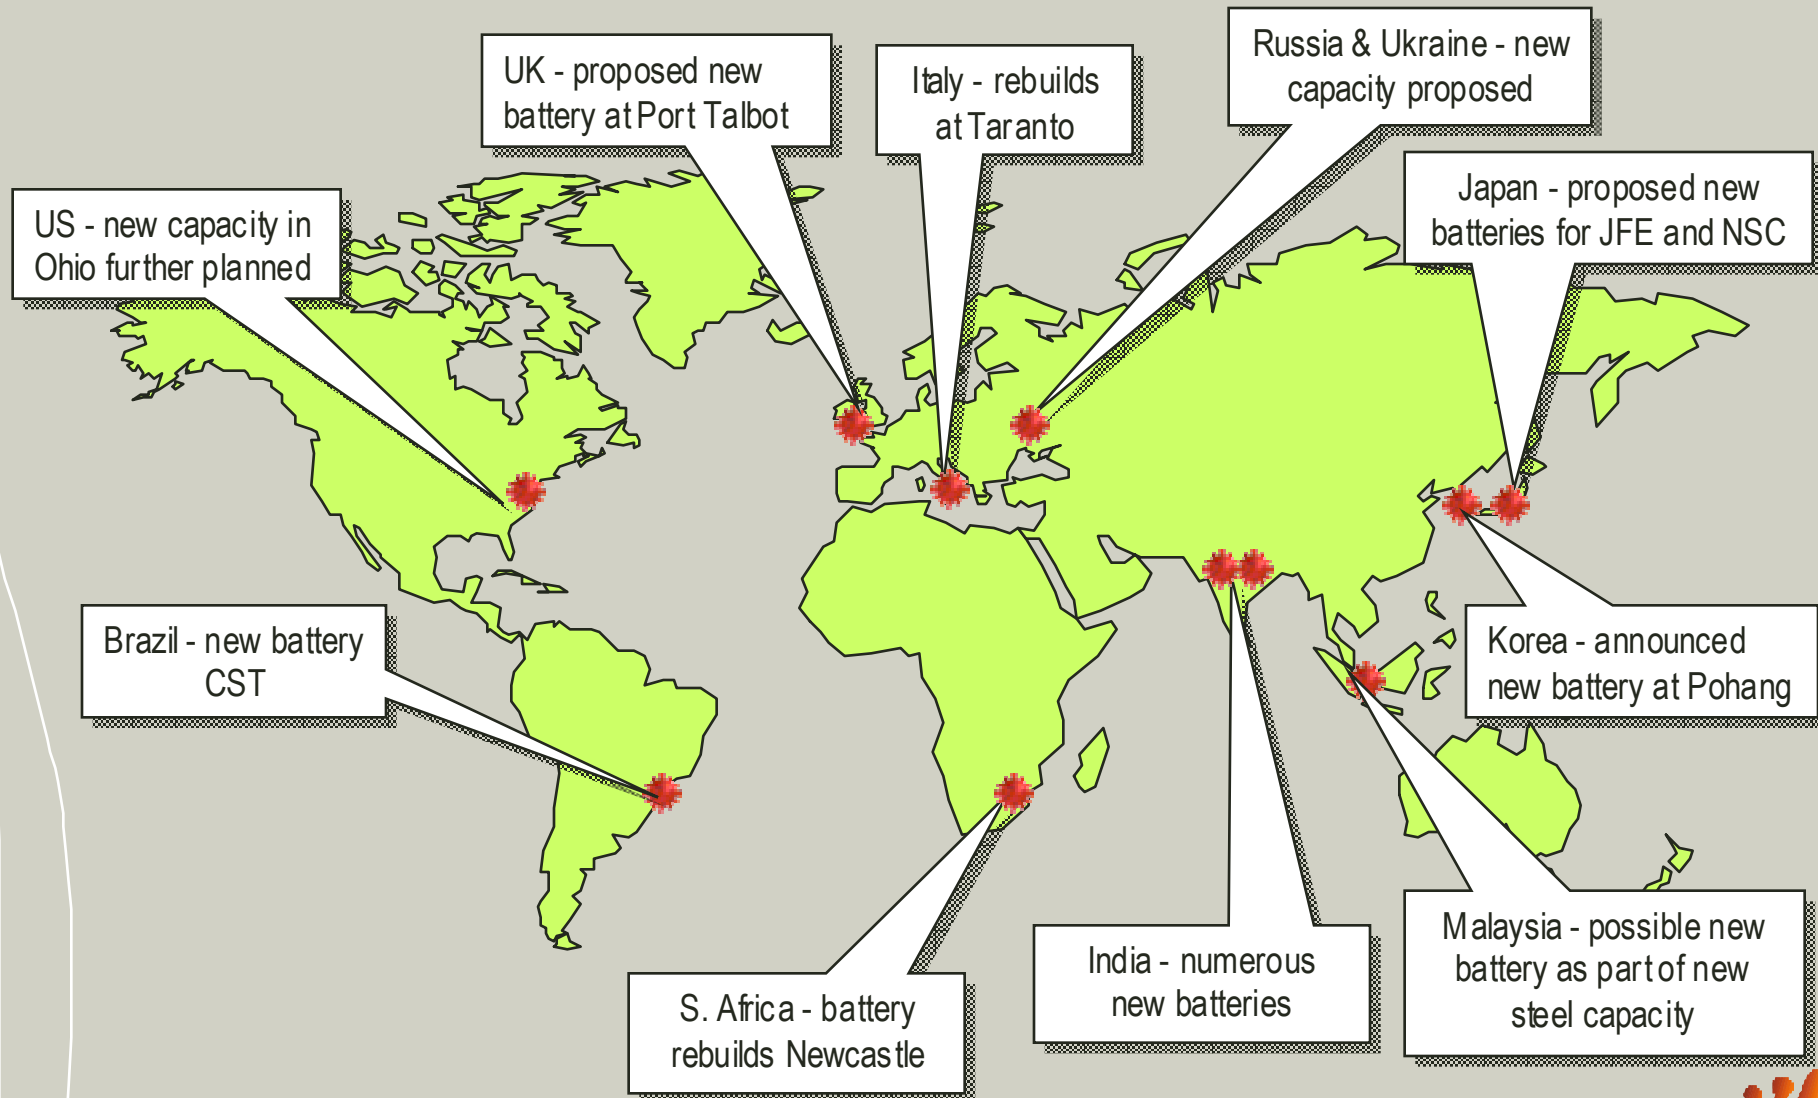 UK - proposed new
battery at Port Talbot
Italy - rebuilds
at Taranto
Russia & Ukraine - new
capacity proposed
US - new capacity in
Ohio further planned
Japan - proposed new
batteries for JFE and NSC
Brazil - new battery
CST
Korea - announced
new battery at Pohang
S. Africa - battery
rebuilds Newcastle
India - numerous
new batteries
Malaysia - possible new
battery as part of new
steel capacity